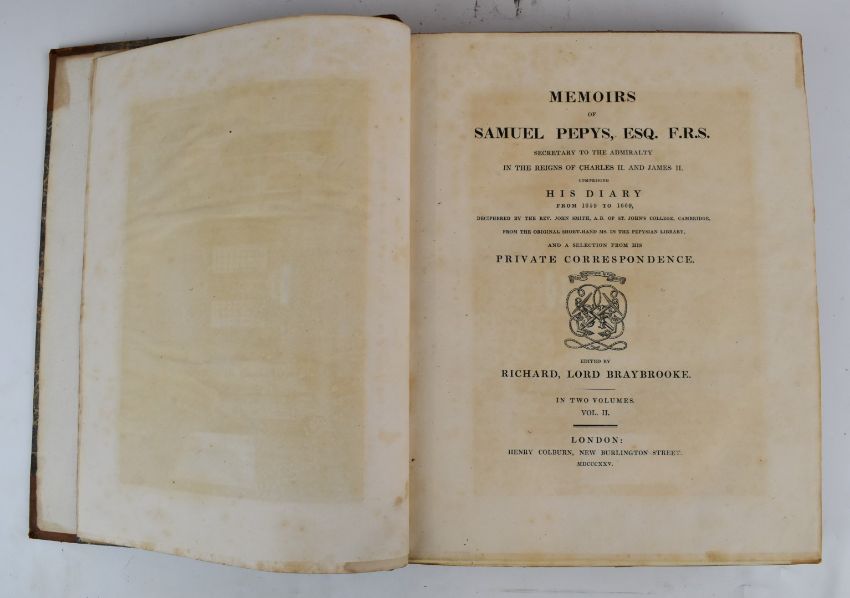 MEMOIRS
OF
SAMUEL PEPYS, ESQ. F.R.S.
SECRETARY TO THE ADMIRALTY
IN THE REIGNS OF CHARLES II. AND JAMES II.
COMPRISING
HIS DIARY
FROM 1659 TO 1669,
DECIPHERED BY THE REV. JOHN SMITH, A.B. OF ST. JOHN'S COLLEGE, CAMBRIDGE,
FROM THE ORIGINAL SHORT-HAND MS. IN THE PEPYSIAN LIBRARY,
AND A SELECTION FROM HIS
PRIVATE CORRESPONDENCE.
EDITED BY
RICHARD, LORD BRAYBROOKE.
IN TWO VOLUMES.
VOL. II.
LONDON:
HENRY COLBURN, NEW BURLINGTON STREET.
MDCCCXXV.